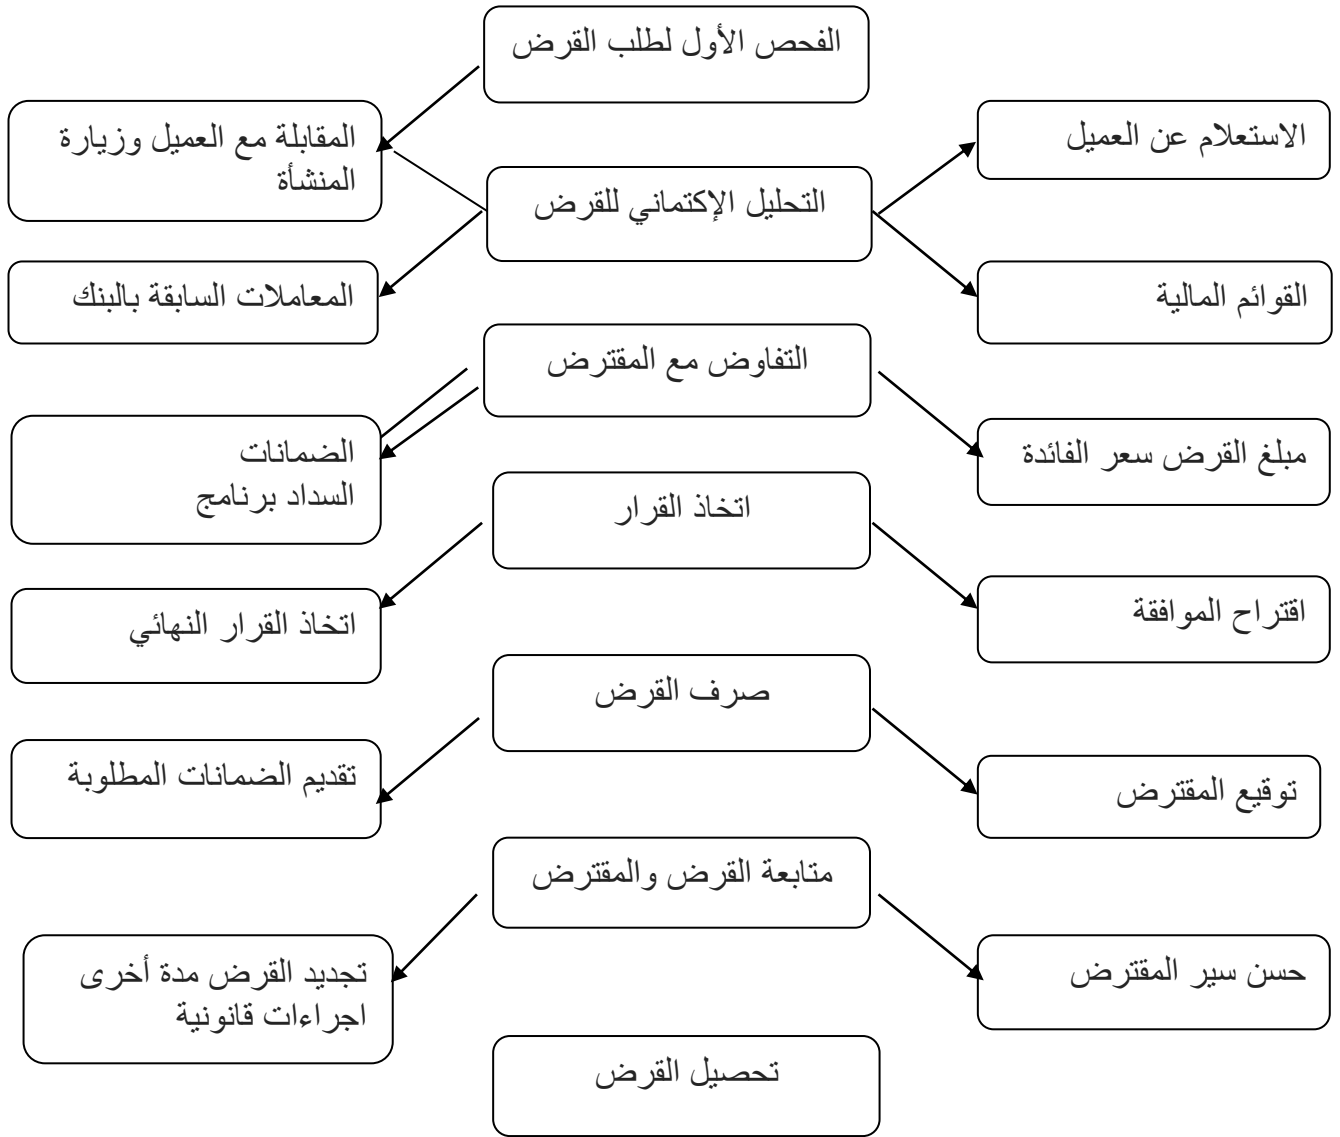 الفحص الأول لطلب القرض
الاستعلام عن العميل
المقابلة مع العميل وزيارة
المنشأة
التحليل الإكتماني للقرض
القوائم المالية
المعاملات السابقة بالبنك
التفاوض مع المقترض
مبلغ القرض سعر الفائدة
الضمانات
السداد برنامج
اتخاذ القرار
اقتراح الموافقة
اتخاذ القرار النهائي
صرف القرض
توقيع المقترض
تقديم الضمانات المطلوبة
متابعة القرض والمقترض
حسن سير المقترض
تجديد القرض مدة أخرى
اجراءات قانونية
تحصيل القرض